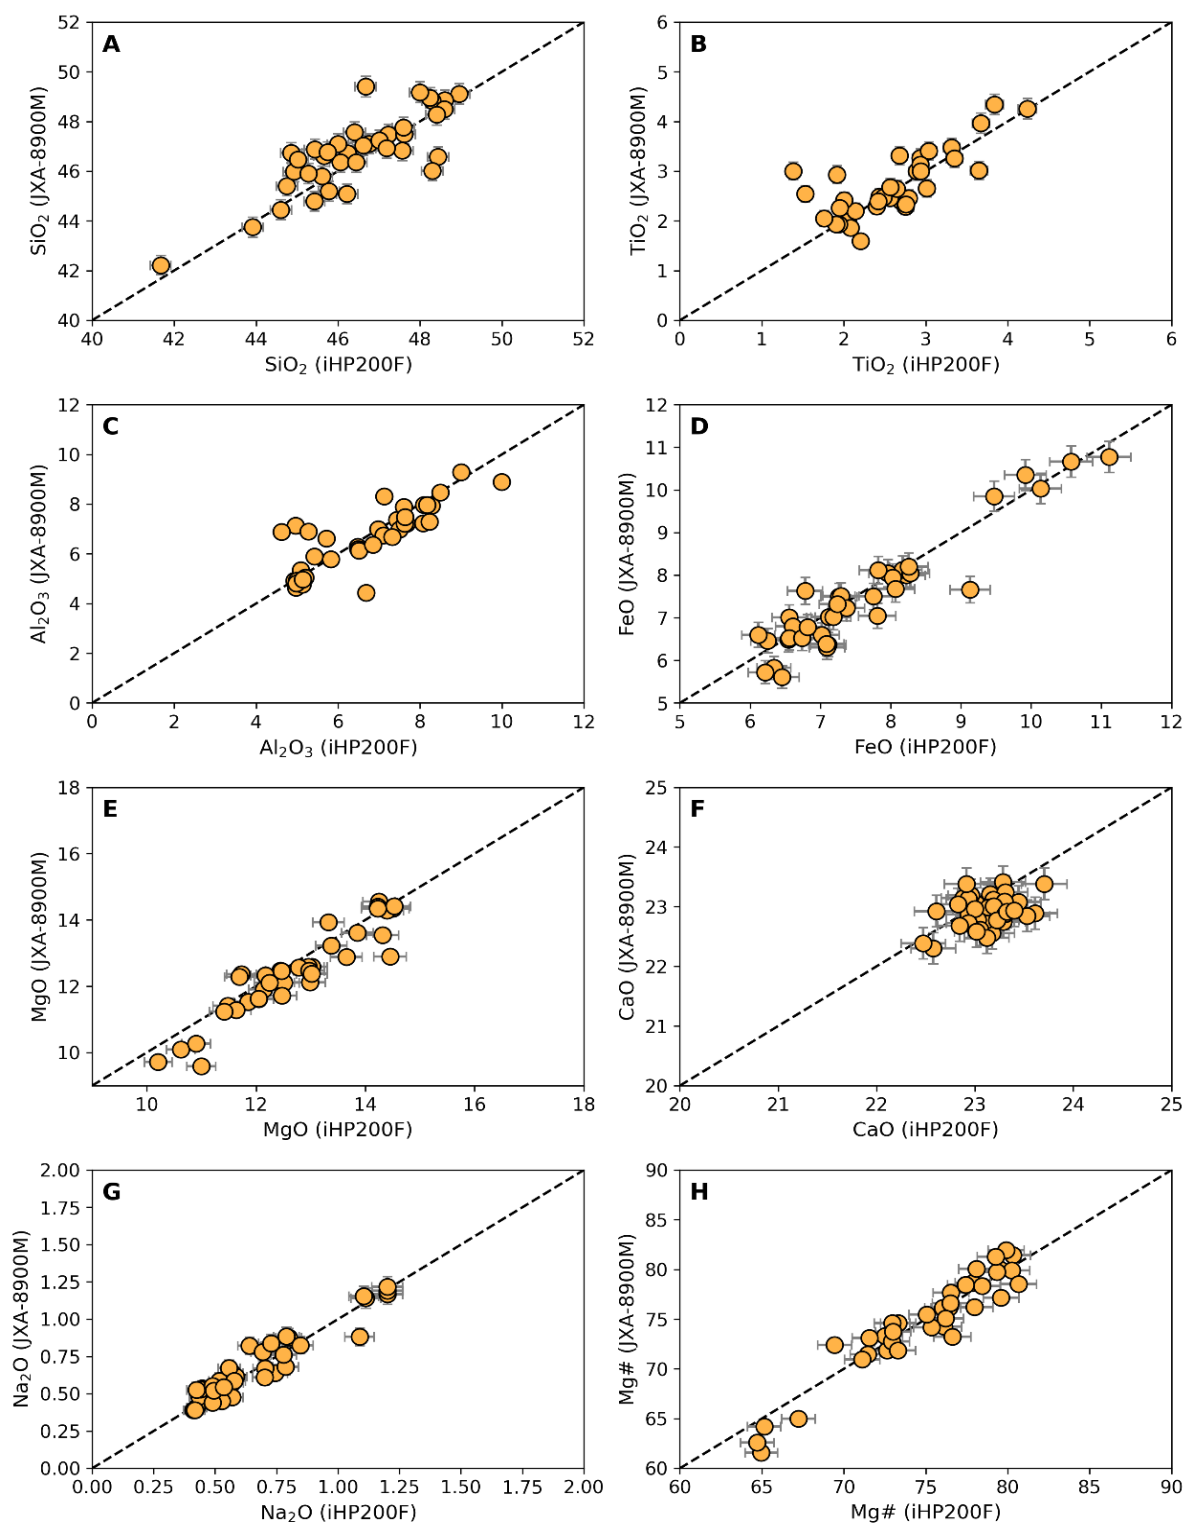 A
52
50
48
46
44
42
40
SiO₂ (JXA-8900M)
40 42 44 46 48 50 52
SiO₂ (iHP200F)
B
6
5
4
3
2
1
0
TiO₂ (JXA-8900M)
0 1 2 3 4 5 6
TiO₂ (iHP200F)
C
12
10
8
6
4
2
0
Al₂O₃ (JXA-8900M)
0 2 4 6 8 10 12
Al₂O₃ (iHP200F)
D
12
11
10
9
8
7
6
5
FeO (JXA-8900M)
5 6 7 8 9 10 11 12
FeO (iHP200F)
E
18
16
14
12
10
MgO (JXA-8900M)
10 12 14 16 18
MgO (iHP200F)
F
25
24
23
22
21
20
CaO (JXA-8900M)
20 21 22 23 24 25
CaO (iHP200F)
G
2.00
1.75
1.50
1.25
1.00
0.75
0.50
0.25
0.00
Na₂O (JXA-8900M)
0.00 0.25 0.50 0.75 1.00 1.25 1.50 1.75 2.00
Na₂O (iHP200F)
H
90
85
80
75
70
65
60
Mg# (JXA-8900M)
60 65 70 75 80 85 90
Mg# (iHP200F)